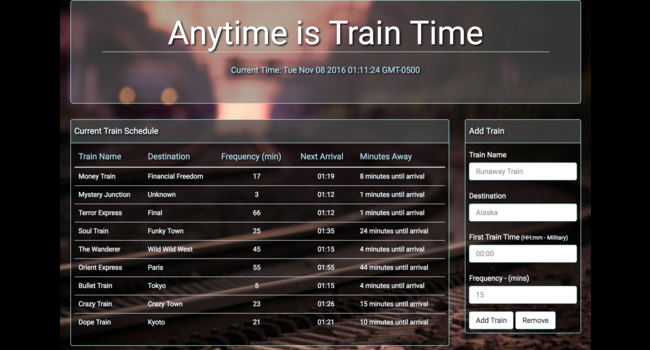 Anytime is Train Time
Current Time: Tue Nov 08 2016 01:11:24 GMT-0500
Current Train Schedule
Train Name Destination Frequency (min) Next Arrival Minutes Away
Money Train Financial Freedom 17 01:19 8 minutes until arrival
Mystery Junction Unknown 3 01:12 1 minutes until arrival
Terror Express Final 66 01:12 1 minutes until arrival
Soul Train Funky Town 25 01:35 24 minutes until arrival
The Wanderer Wild Wild West 45 01:15 4 minutes until arrival
Orient Express Paris 55 01:55 44 minutes until arrival
Bullet Train Tokyo 5 01:15 4 minutes until arrival
Crazy Train Crazy Town 23 01:26 15 minutes until arrival
Dope Train Kyoto 21 01:21 10 minutes until arrival
Add Train
Train Name
Runaway Train
Destination
Alaska
First Train Time (HH:mm - Military)
00:00
Frequency - (mins)
15
Add Train Remove